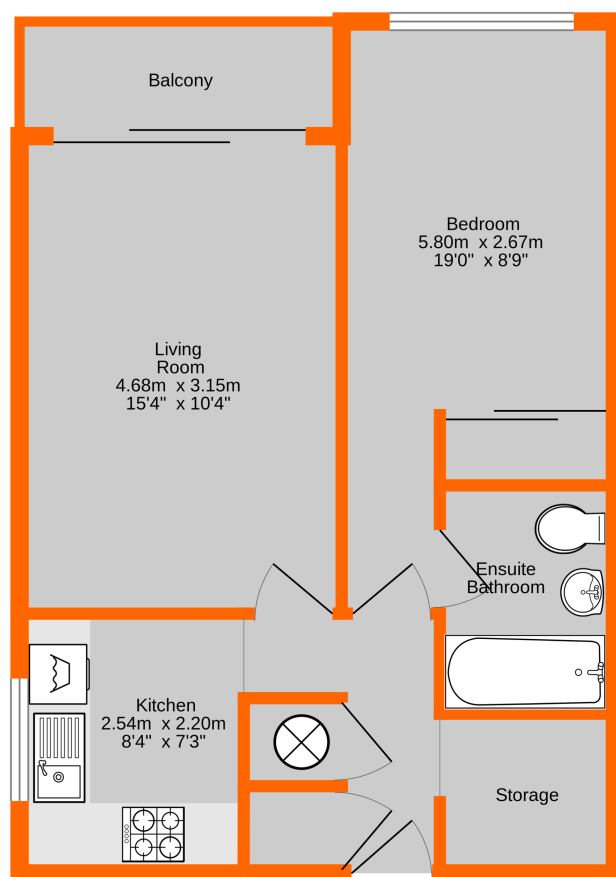 Balcony
Bedroom
5.80m x 2.67m
19'0" x 8'9"
Living
Room
4.68m x 3.15m
15'4" x 10'4"
Ensuite
Bathroom
Kitchen
2.54m x 2.20m
8'4" x 7'3"
Storage